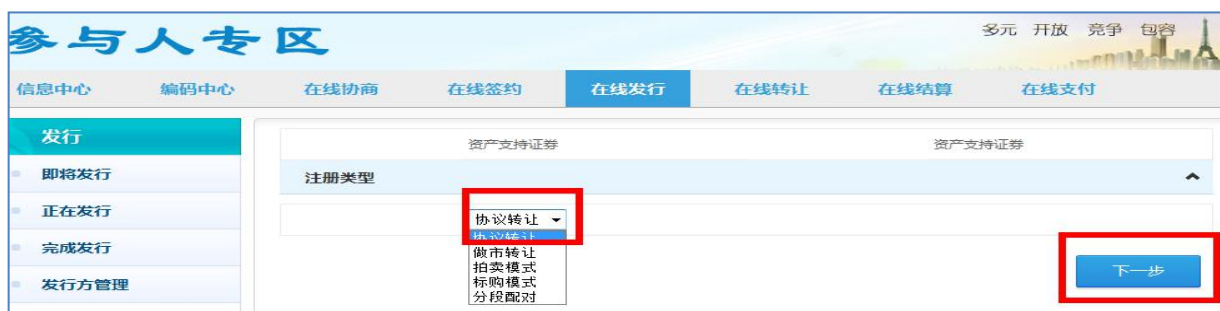 参与人专区
多元 开放 竞争 包容
信息中心 编码中心 在线协商 在线签约 在线发行 在线转让 在线结算 在线支付
发行
资产支持证券 资产支持证券
即将发行
注册类型
正在发行
协议转让
协议转让
做市转让
完成发行
拍卖模式
下一步
标购模式
发行方管理
分段配对